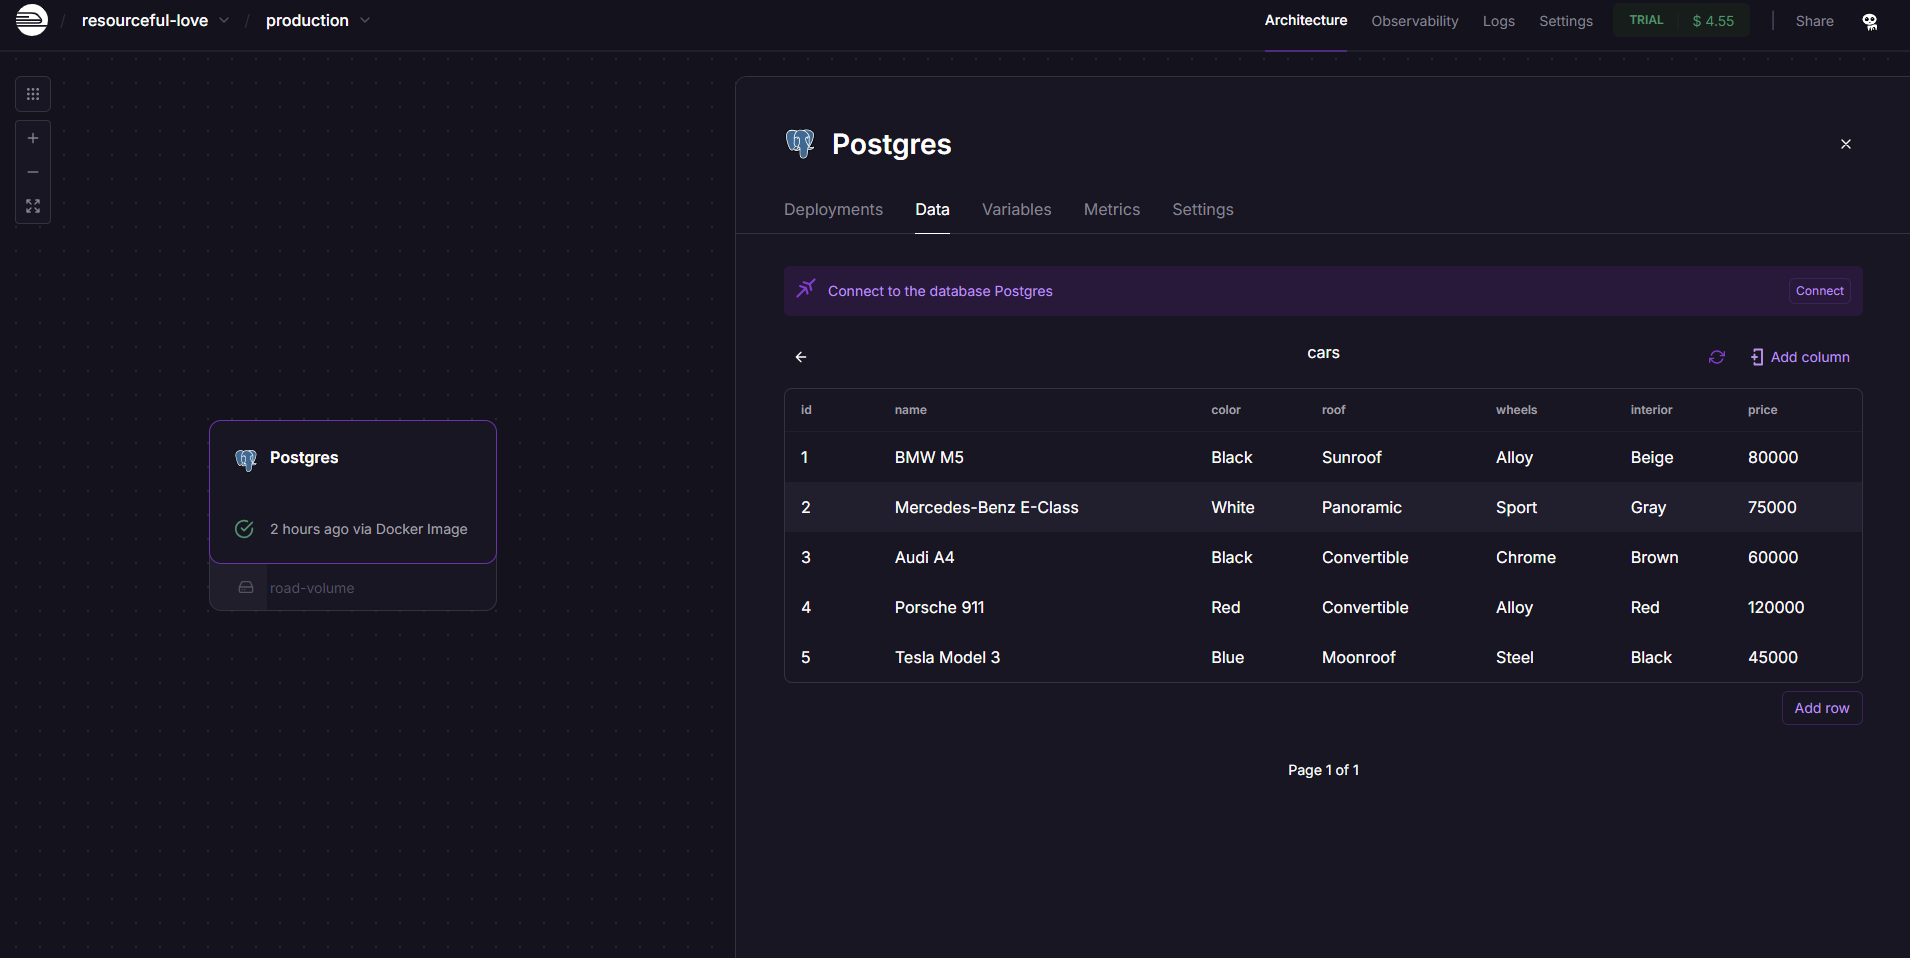 / resourceful-love / production
Architecture Observability Logs Settings TRIAL $ 4.55 Share
Postgres
Deployments Data Variables Metrics Settings
Connect to the database Postgres Connect
cars
Add column
id name color roof wheels interior price
1 BMW M5 Black Sunroof Alloy Beige 80000
2 Mercedes-Benz E-Class White Panoramic Sport Gray 75000
3 Audi A4 Black Convertible Chrome Brown 60000
4 Porsche 911 Red Convertible Alloy Red 120000
5 Tesla Model 3 Blue Moonroof Steel Black 45000
Add row
Page 1 of 1
Postgres
2 hours ago via Docker Image
road-volume